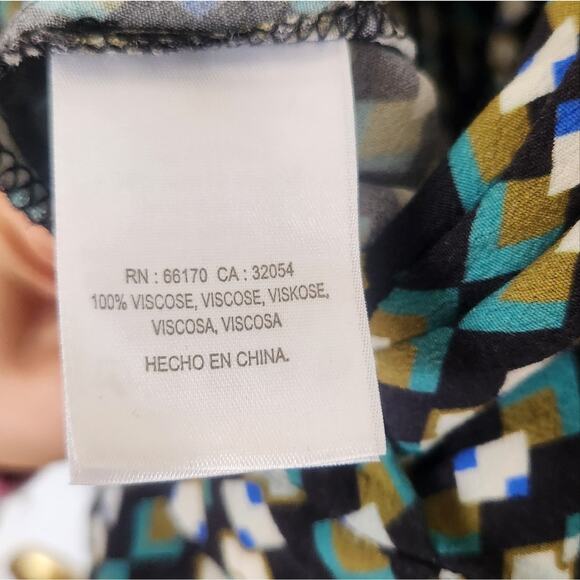 RN : 66170 CA : 32054
100% VISCOSE, VISCOSE, VISKOSE,
VISCOSA, VISCOSA
HECHO EN CHINA.